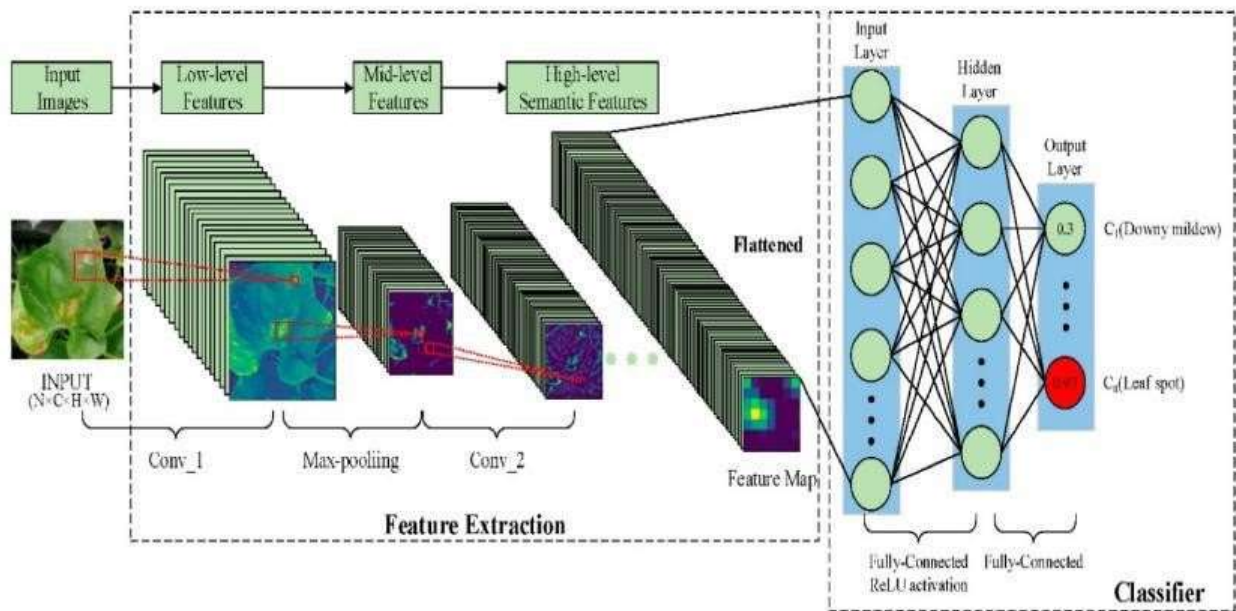 Input
Images
Low-level
Features
Mid-level
Features
High-level
Semantic Features
INPUT
(N×C×H×W)
Conv_1
Max-pooliing
Conv_2
Flattened
Feature Map
Feature Extraction
Input
Layer
Hidden
Layer
Output
Layer
0.3
C₁(Downy mildew)
(Leaf spot)
Fully-Connected
ReLU activation
Fully-Connected
Classifier